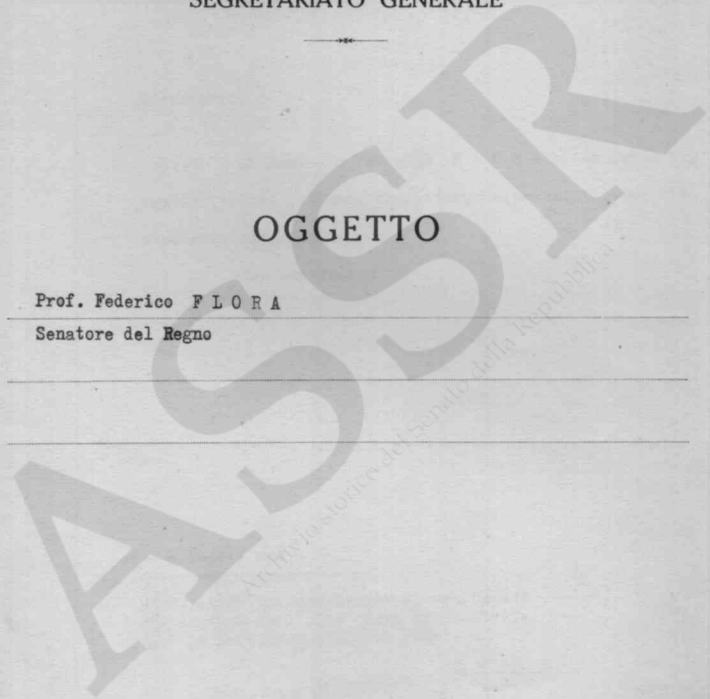 SEGRETARIATO GENERALE
OGGETTO
Prof. Federico F L O R A
Senatore del Regno
ASSR
Archivio storico del Senato della Repubblica